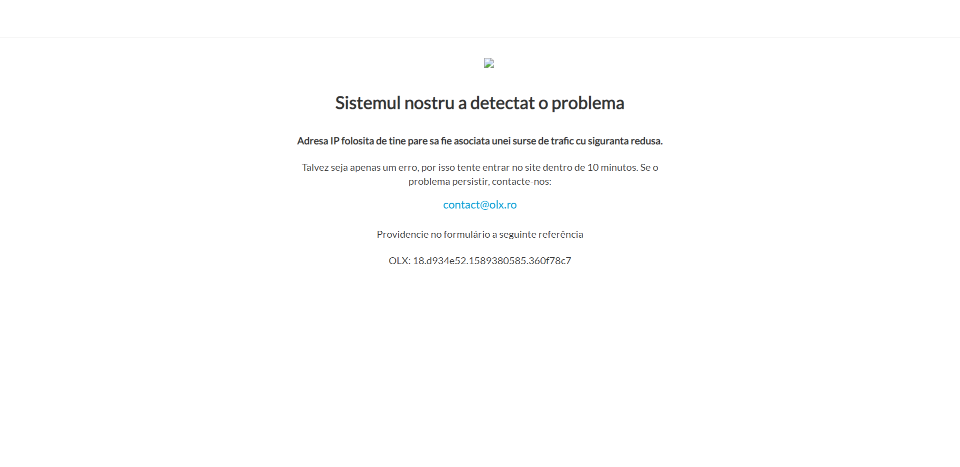 Sistemul nostru a detectat o problema
Adresa IP folosita de tine pare sa fie asociata unei surse de trafic cu siguranta redusa.
Talvez seja apenas um erro, por isso tente entrar no site dentro de 10 minutos. Se o
problema persistir, contacte-nos:
contact@olx.ro
Providencie no formulário a seguinte referência
OLX: 18.d934e52.1589380585.360f78c7